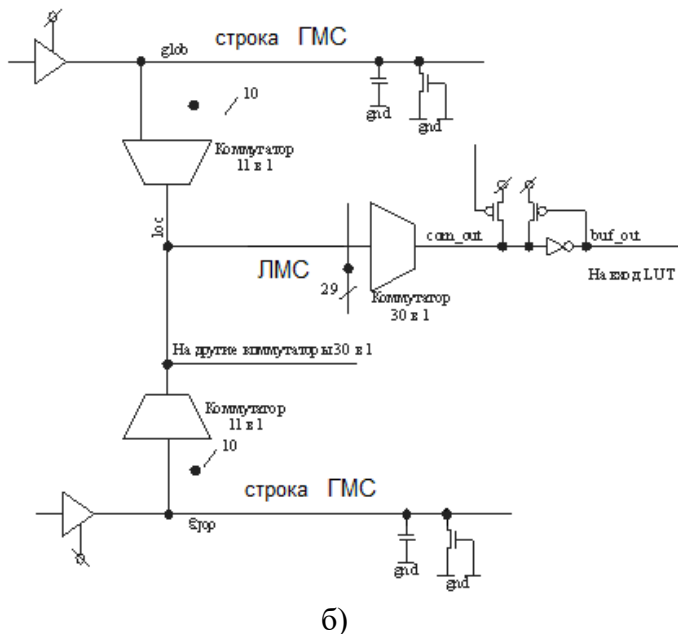 glob
строка ГМС
10
gnd
gnd
Коммутатор
11 в 1
loc
com_out
buf_out
ЛМС
29
Коммутатор
30 в 1
На вход LUT
На другие коммутаторы 30 в 1
Коммутатор
11 в 1
10
строка ГМС
glob
gnd
gnd
б)